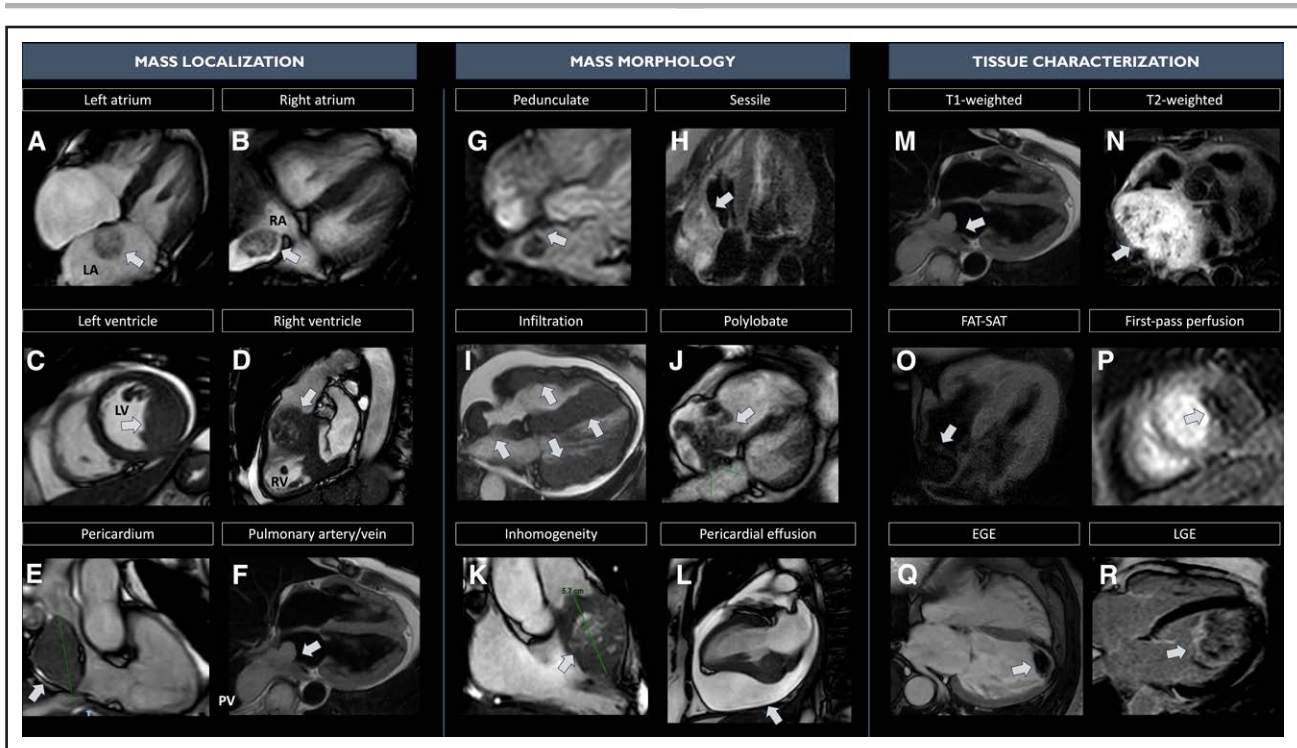 MASS LOCALIZATION
MASS MORPHOLOGY
TISSUE CHARACTERIZATION
Left atrium
Right atrium
Pedunculate
Sessile
T1-weighted
T2-weighted
A
B
G
H
M
N
LA
RA
Left ventricle
Right ventricle
Infiltration
Polylobate
FAT-SAT
First-pass perfusion
C
D
I
J
O
P
LV
RV
Pericardium
Pulmonary artery/vein
Inhomogeneity
Pericardial effusion
EGE
LGE
E
F
K
L
Q
R
5.7 cm
PV